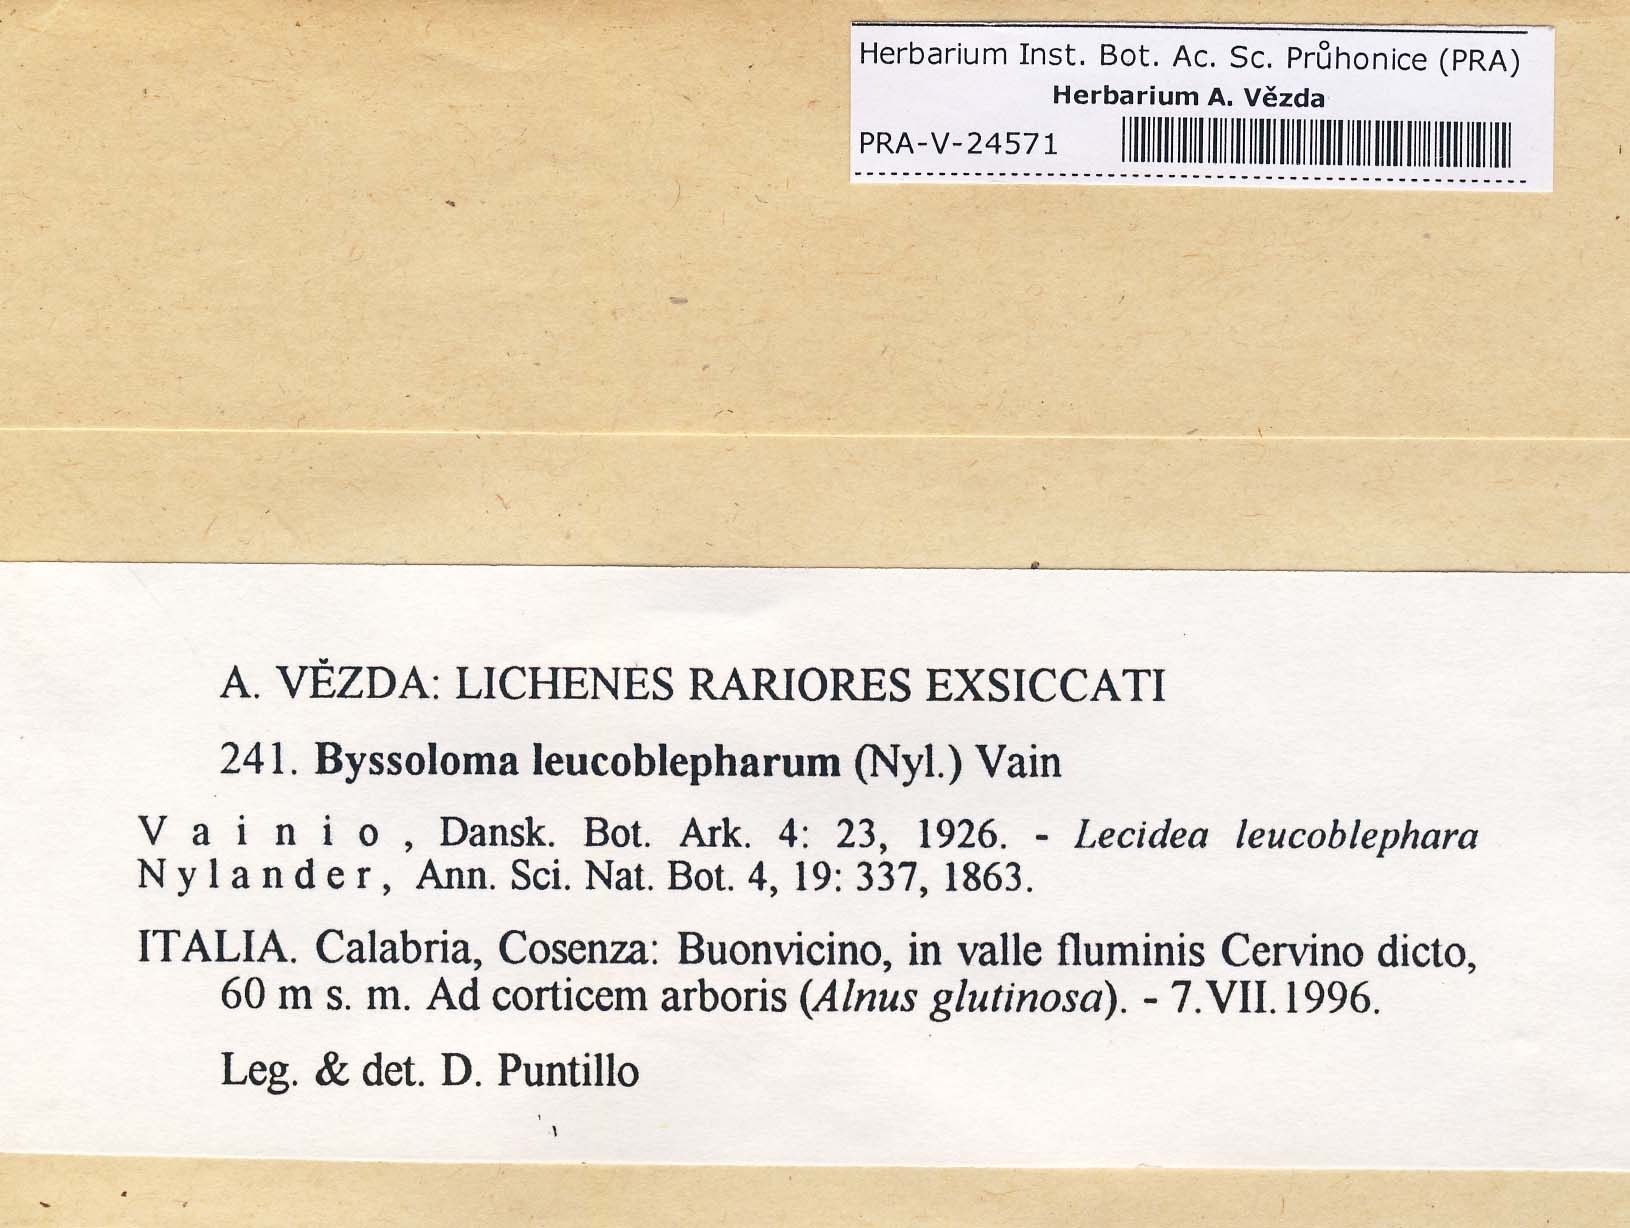 Herbarium Inst. Bot. Ac. Sc. Průhonice (PRA)
Herbarium A. Vězda
PRA-V-24571
A. VĚZDA: LICHENES RARIORES EXSICCATI
241. Byssoloma leucoblepharum (Nyl.) Vain
Vainio, Dansk. Bot. Ark. 4: 23, 1926. - Lecidea leucoblephara
Nylander, Ann. Sci. Nat. Bot. 4, 19: 337, 1863.
ITALIA. Calabria, Cosenza: Buonvicino, in valle fluminis Cervino dicto,
60 m s. m. Ad corticem arboris (Alnus glutinosa). - 7.VII.1996.
Leg. & det. D. Puntillo